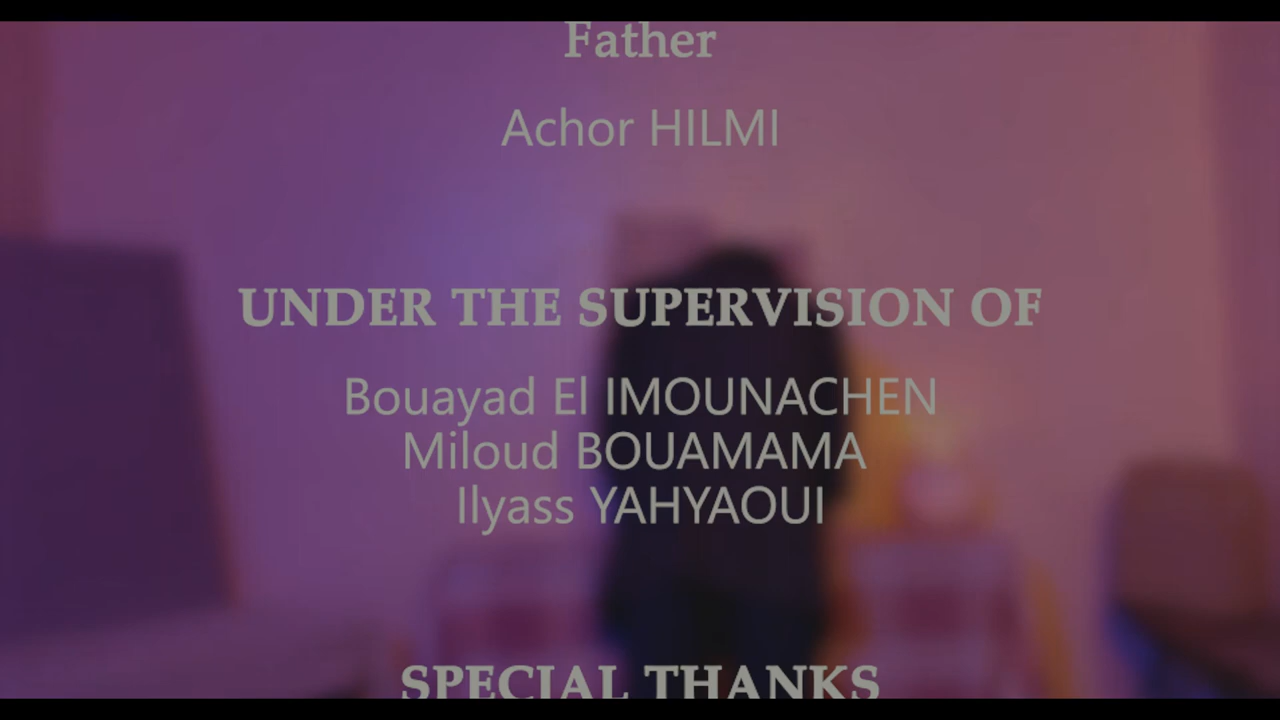 Father
Achor HILMI
UNDER THE SUPERVISION OF
Bouayad El IMOUNACHEN
Miloud BOUAMAMA
Ilyass YAHYAOUI
SPECIAL THANKS